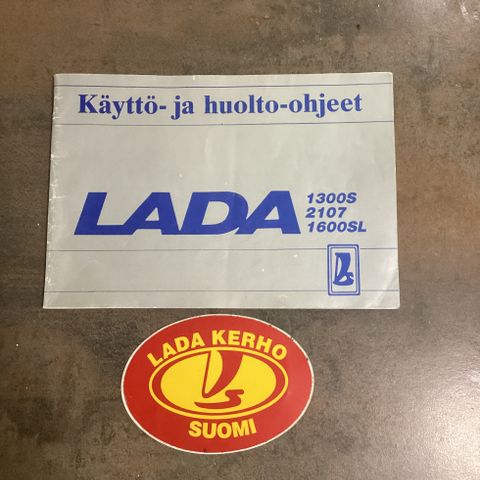 Käyttö- ja huolto-ohjeet
LADA
1300S
2107
1600SL
LADA KERHO
SUOMI